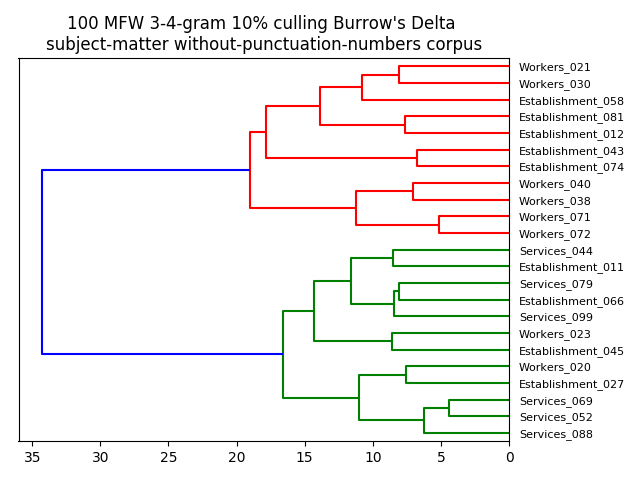 100 MFW 3-4-gram 10% culling Burrow's Delta
subject-matter without-punctuation-numbers corpus
Workers_021
Workers_030
Establishment_058
Establishment_081
Establishment_012
Establishment_043
Establishment_074
Workers_040
Workers_038
Workers_071
Workers_072
Services_044
Establishment_011
Services_079
Establishment_066
Services_099
Workers_023
Establishment_045
Workers_020
Establishment_027
Services_069
Services_052
Services_088
35 30 25 20 15 10 5 0